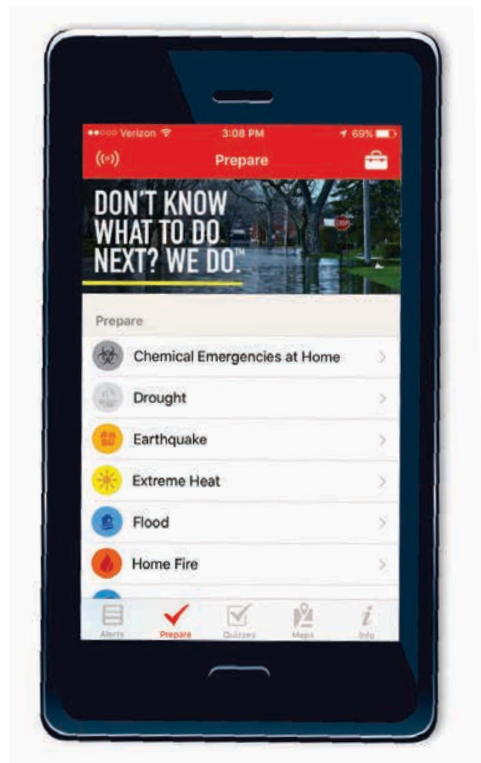 Verizon 3:08 PM 69%
Prepare
DON'T KNOW
WHAT TO DO
NEXT? WE DO.™
Prepare
Chemical Emergencies at Home
Drought
Earthquake
Extreme Heat
Flood
Home Fire
Alerts Prepare Quizzes Maps Info